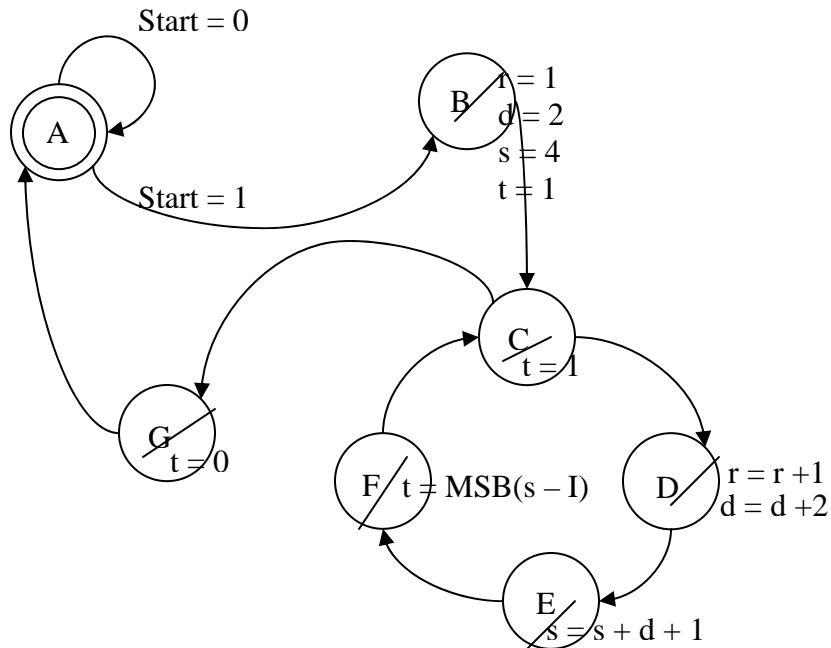 Start = 0
A
B
r = 1
d = 2
s = 4
t = 1
Start = 1
C
t = 1
G
t = 0
F
t = MSB(s – I)
D
r = r +1
d = d +2
E
s = s + d + 1